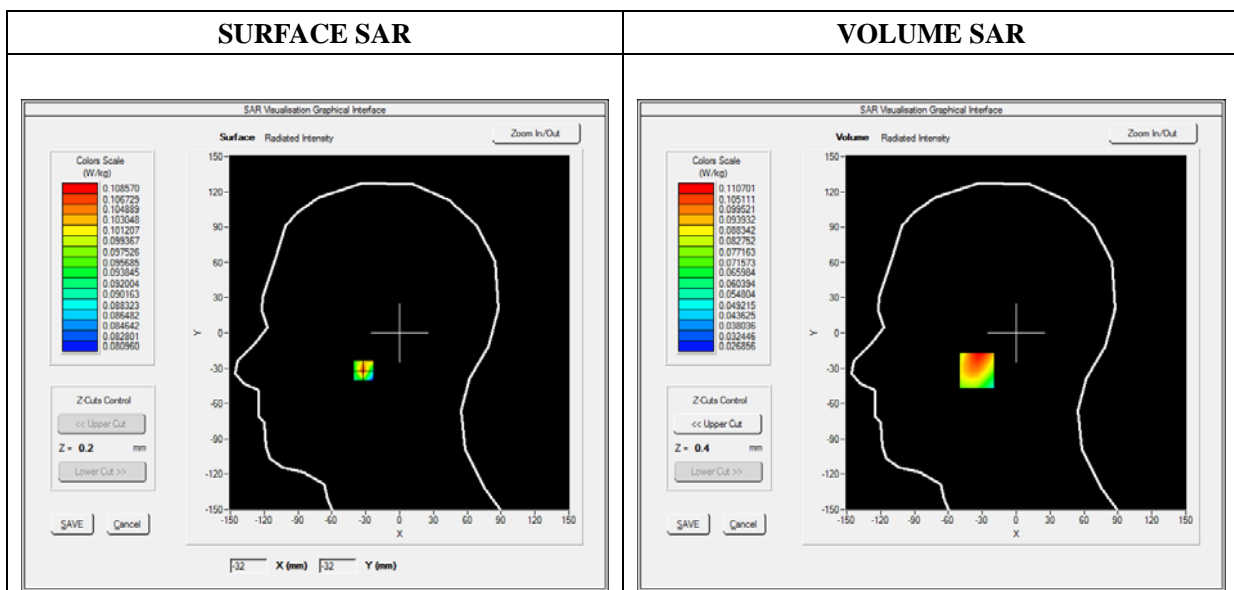 SURFACE SAR
VOLUME SAR
SAR Visualisation Graphical Interface
Surface Radiated Intensity
Zoom In/Out
Colors Scale
(W/kg)
0.108570
0.106729
0.104889
0.103048
0.101207
0.099367
0.097526
0.095685
0.093845
0.092004
0.090163
0.088323
0.086482
0.084642
0.082801
0.080960
Z-Cuts Control
<< Upper Cut
Z = 0.2 mm
Lower Cut >>
SAVE
Cancel
150
120
90
60
30
0
-30
-60
-90
-120
-150
Y
-150 -120 -90 -60 -30 0 30 60 90 120 150
X
-32 X (mm) -32 Y (mm)
SAR Visualisation Graphical Interface
Volume Radiated Intensity
Zoom In/Out
Colors Scale
(W/kg)
0.110701
0.105111
0.099521
0.093932
0.088342
0.082752
0.077163
0.071573
0.065984
0.060394
0.054804
0.049215
0.043625
0.038036
0.032446
0.026856
Z-Cuts Control
<< Upper Cut
Z = 0.4 mm
Lower Cut >>
SAVE
Cancel
150
120
90
60
30
0
-30
-60
-90
-120
-150
Y
-150 -120 -90 -60 -30 0 30 60 90 120 150
X